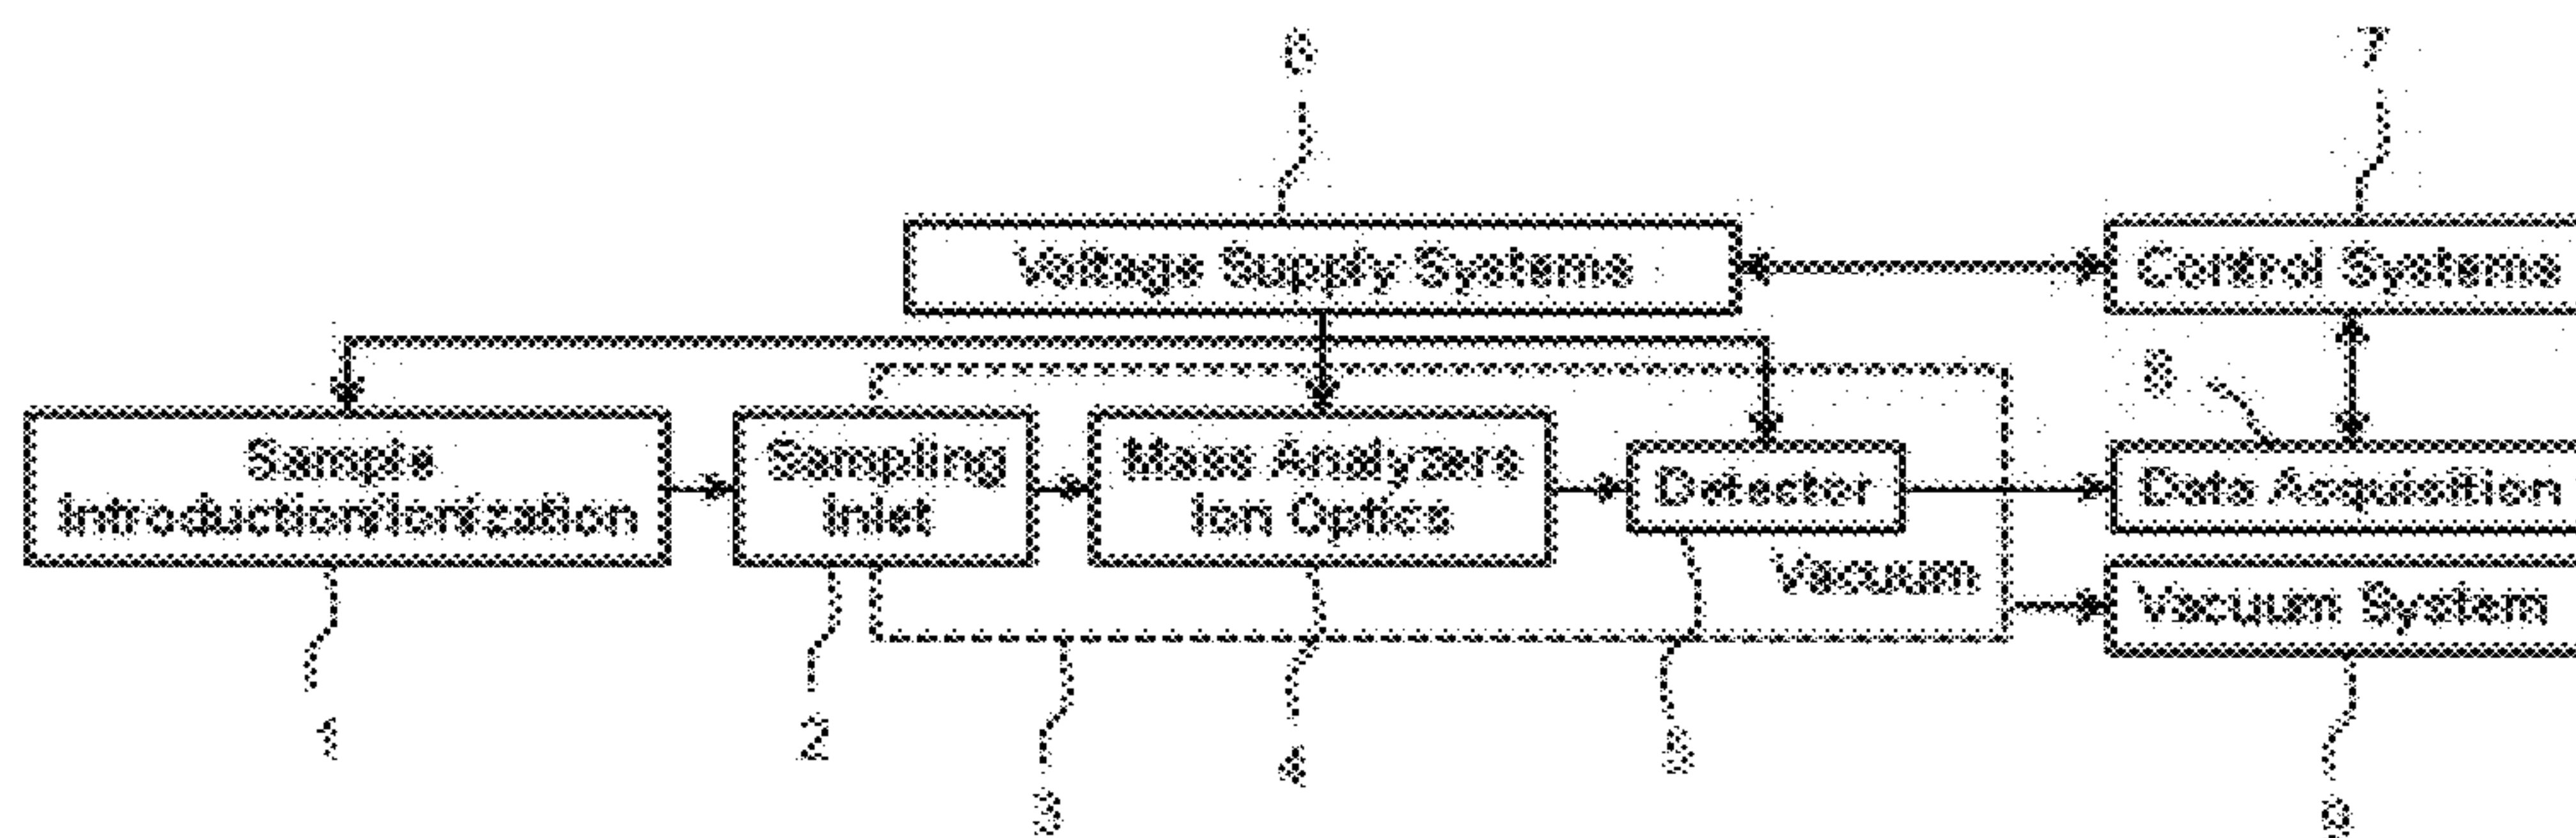 6
7
Voltage Supply Systems
Control Systems
8
Sample
Introduction/Ionization
Sampling
Inlet
Mass Analyzers
Ion Optics
Detector
Data Acquisition
Vacuum
Vacuum System
1
2
3
4
5
9